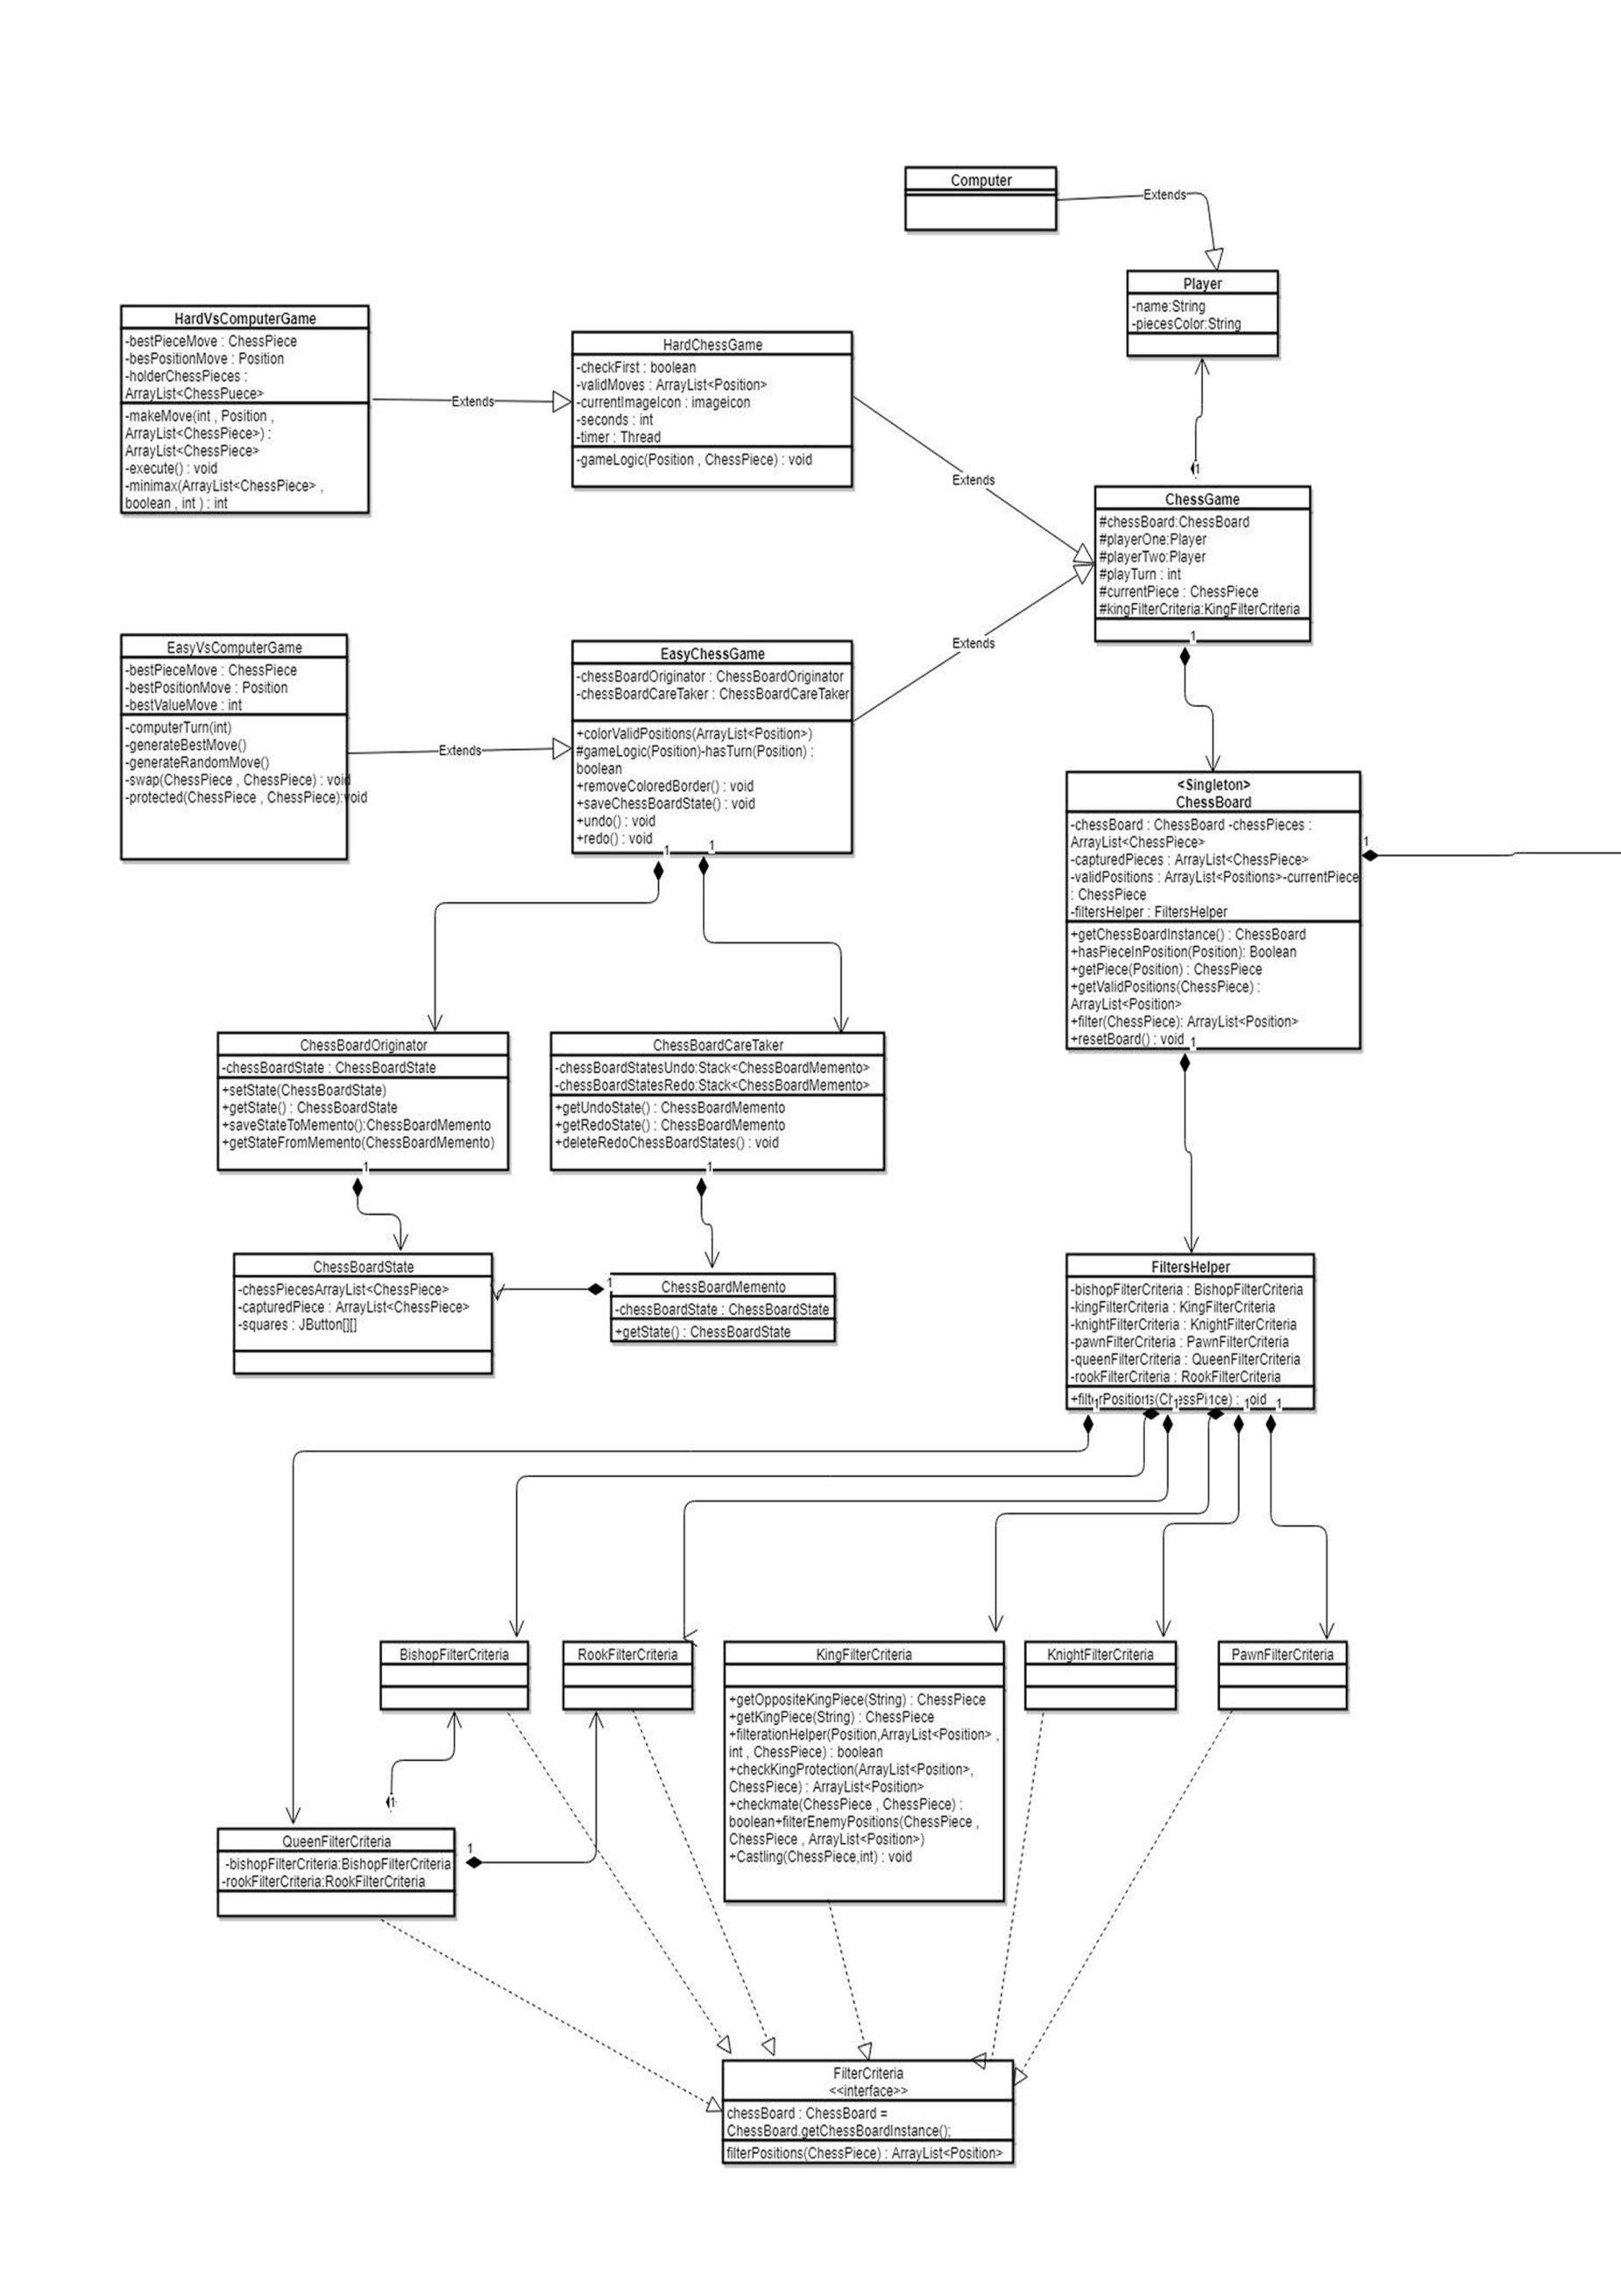 Computer
Extends
Player
-name:String
-piecesColor:String
HardVsComputerGame
-bestPieceMove : ChessPiece
-besPositionMove : Position
-holderChessPieces :
ArrayList<ChessPuece>
-makeMove(int , Position ,
ArrayList<ChessPiece>) :
ArrayList<ChessPiece>
-execute() : void
-minimax(ArrayList<ChessPiece> ,
boolean , int ) : int
Extends
HardChessGame
-checkFirst : boolean
-validMoves : ArrayList<Position>
-currentImageIcon : imageicon
-seconds : int
-timer : Thread
-gameLogic(Position , ChessPiece) : void
Extends
1
ChessGame
#chessBoard:ChessBoard
#playerOne:Player
#playerTwo:Player
#playTurn : int
#currentPiece : ChessPiece
#kingFilterCriteria:KingFilterCriteria
1
EasyVsComputerGame
-bestPieceMove : ChessPiece
-bestPositionMove : Position
-bestValueMove : int
-computerTurn(int)
-generateBestMove()
-generateRandomMove()
-swap(ChessPiece , ChessPiece) : void
-protected(ChessPiece , ChessPiece):void
Extends
EasyChessGame
-chessBoardOriginator : ChessBoardOriginator
-chessBoardCareTaker : ChessBoardCareTaker
+colorValidPositions(ArrayList<Position>)
#gameLogic(Position)-hasTurn(Position) :
boolean
+removeColoredBorder() : void
+saveChessBoardState() : void
+undo() : void
+redo() : void
1
1
Extends
<Singleton>
ChessBoard
-chessBoard : ChessBoard -chessPieces :
ArrayList<ChessPiece>
-capturedPieces : ArrayList<ChessPiece>
-validPositions : ArrayList<Positions>-currentPiece
: ChessPiece
-filtersHelper : FiltersHelper
+getChessBoardInstance() : ChessBoard
+hasPieceInPosition(Position): Boolean
+getPiece(Position) : ChessPiece
+getValidPositions(ChessPiece) :
ArrayList<Position>
+filter(ChessPiece): ArrayList<Position>
+resetBoard() : void
1
1
ChessBoardOriginator
-chessBoardState : ChessBoardState
+setState(ChessBoardState)
+getState() : ChessBoardState
+saveStateToMemento():ChessBoardMemento
+getStateFromMemento(ChessBoardMemento)
1
ChessBoardCareTaker
-chessBoardStatesUndo:Stack<ChessBoardMemento>
-chessBoardStatesRedo:Stack<ChessBoardMemento>
+getUndoState() : ChessBoardMemento
+getRedoState() : ChessBoardMemento
+deleteRedoChessBoardStates() : void
1
ChessBoardState
-chessPiecesArrayList<ChessPiece>
-capturedPiece : ArrayList<ChessPiece>
-squares : JButton[][]
1
ChessBoardMemento
-chessBoardState : ChessBoardState
+getState() : ChessBoardState
FiltersHelper
-bishopFilterCriteria : BishopFilterCriteria
-kingFilterCriteria : KingFilterCriteria
-knightFilterCriteria : KnightFilterCriteria
-pawnFilterCriteria : PawnFilterCriteria
-queenFilterCriteria : QueenFilterCriteria
-rookFilterCriteria : RookFilterCriteria
+filterPositions(ChessPiece) : void
1
1
1
1
1
1
BishopFilterCriteria
RookFilterCriteria
KingFilterCriteria
+getOppositeKingPiece(String) : ChessPiece
+getKingPiece(String) : ChessPiece
+filterationHelper(Position,ArrayList<Position> ,
int , ChessPiece) : boolean
+checkKingProtection(ArrayList<Position>,
ChessPiece) : ArrayList<Position>
+checkmate(ChessPiece , ChessPiece) :
boolean+filterEnemyPositions(ChessPiece ,
ChessPiece , ArrayList<Position>)
+Castling(ChessPiece,int) : void
KnightFilterCriteria
PawnFilterCriteria
1
QueenFilterCriteria
-bishopFilterCriteria:BishopFilterCriteria
-rookFilterCriteria:RookFilterCriteria
1
FilterCriteria
<<interface>>
chessBoard : ChessBoard =
ChessBoard.getChessBoardInstance();
filterPositions(ChessPiece) : ArrayList<Position>